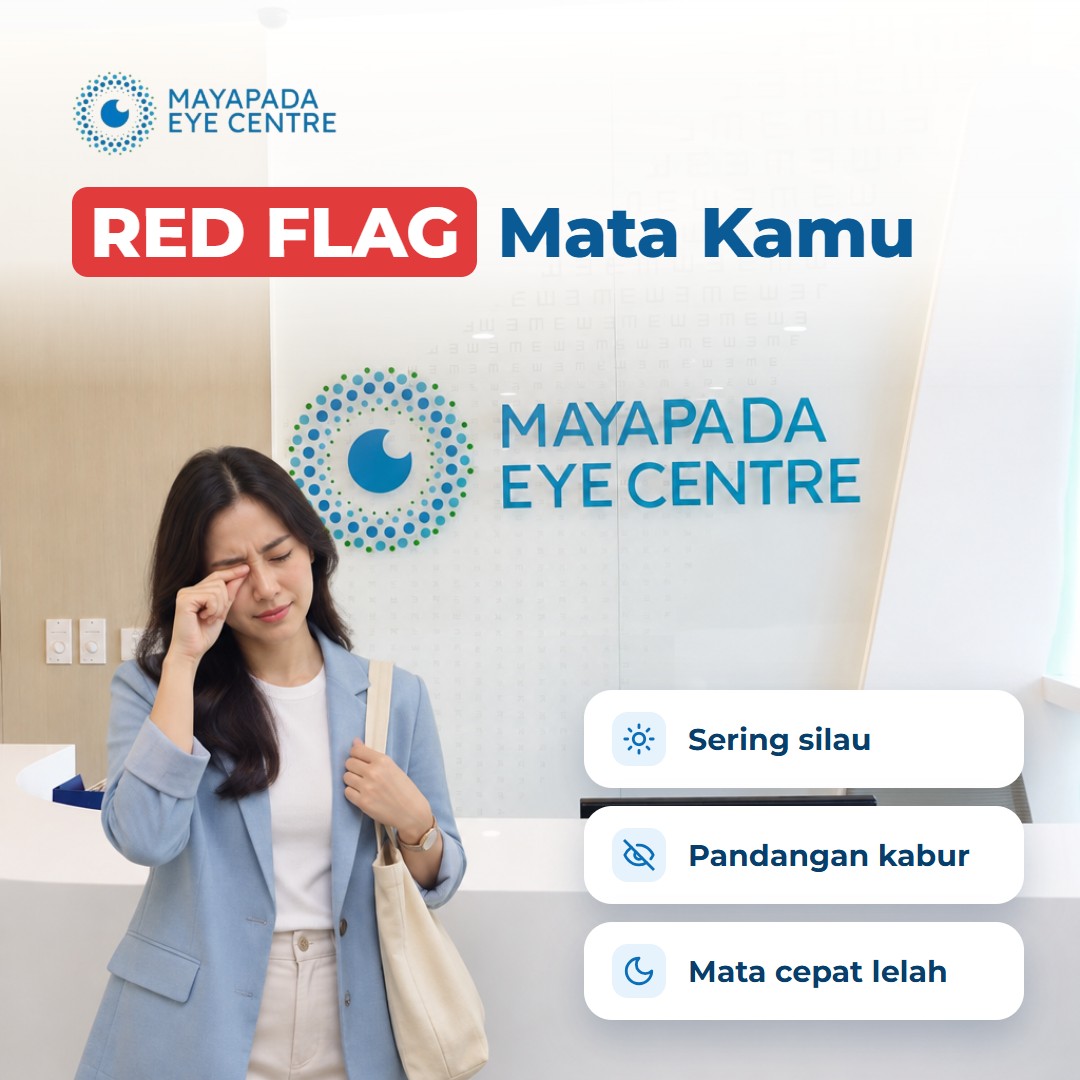 MAYAPADA
EYE CENTRE
RED FLAG Mata Kamu
MAYAPADA
EYE CENTRE
Sering silau
Pandangan kabur
Mata cepat lelah